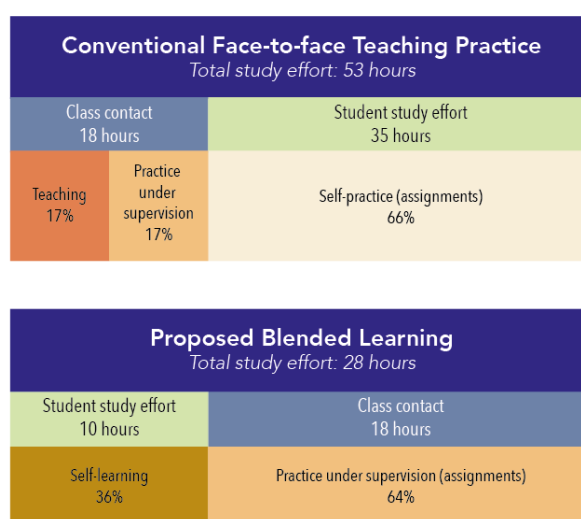 Conventional Face-to-face Teaching Practice
Total study effort: 53 hours
Class contact
18 hours
Student study effort
35 hours
Teaching
17%
Practice
under
supervision
17%
Self-practice (assignments)
66%
Proposed Blended Learning
Total study effort: 28 hours
Student study effort
10 hours
Class contact
18 hours
Self-learning
36%
Practice under supervision (assignments)
64%